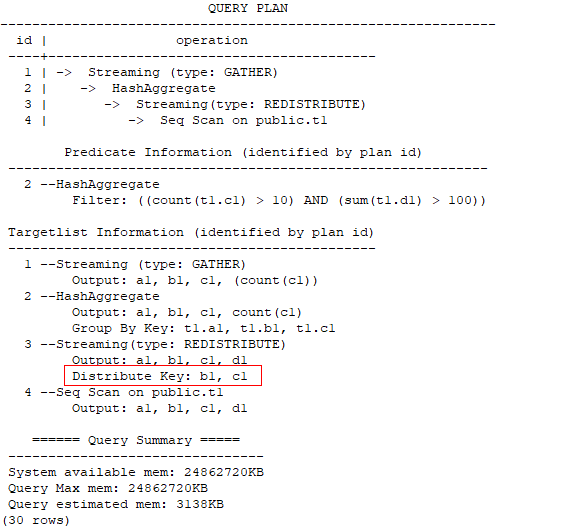 QUERY PLAN
-------------------------------------------------------------
id | operation
----+-----------------------------------------
1 | -> Streaming (type: GATHER)
2 | -> HashAggregate
3 | -> Streaming(type: REDISTRIBUTE)
4 | -> Seq Scan on public.t1
Predicate Information (identified by plan id)
------------------------------------------------------------
2 --HashAggregate
Filter: ((count(t1.c1) > 10) AND (sum(t1.d1) > 100))
Targetlist Information (identified by plan id)
----------------------------------------------
1 --Streaming (type: GATHER)
Output: a1, b1, c1, (count(c1))
2 --HashAggregate
Output: a1, b1, c1, count(c1)
Group By Key: t1.a1, t1.b1, t1.c1
3 --Streaming(type: REDISTRIBUTE)
Output: a1, b1, c1, d1
Distribute Key: b1, c1
4 --Seq Scan on public.t1
Output: a1, b1, c1, d1
====== Query Summary =====
--------------------------------
System available mem: 24862720KB
Query Max mem: 24862720KB
Query estimated mem: 3138KB
(30 rows)